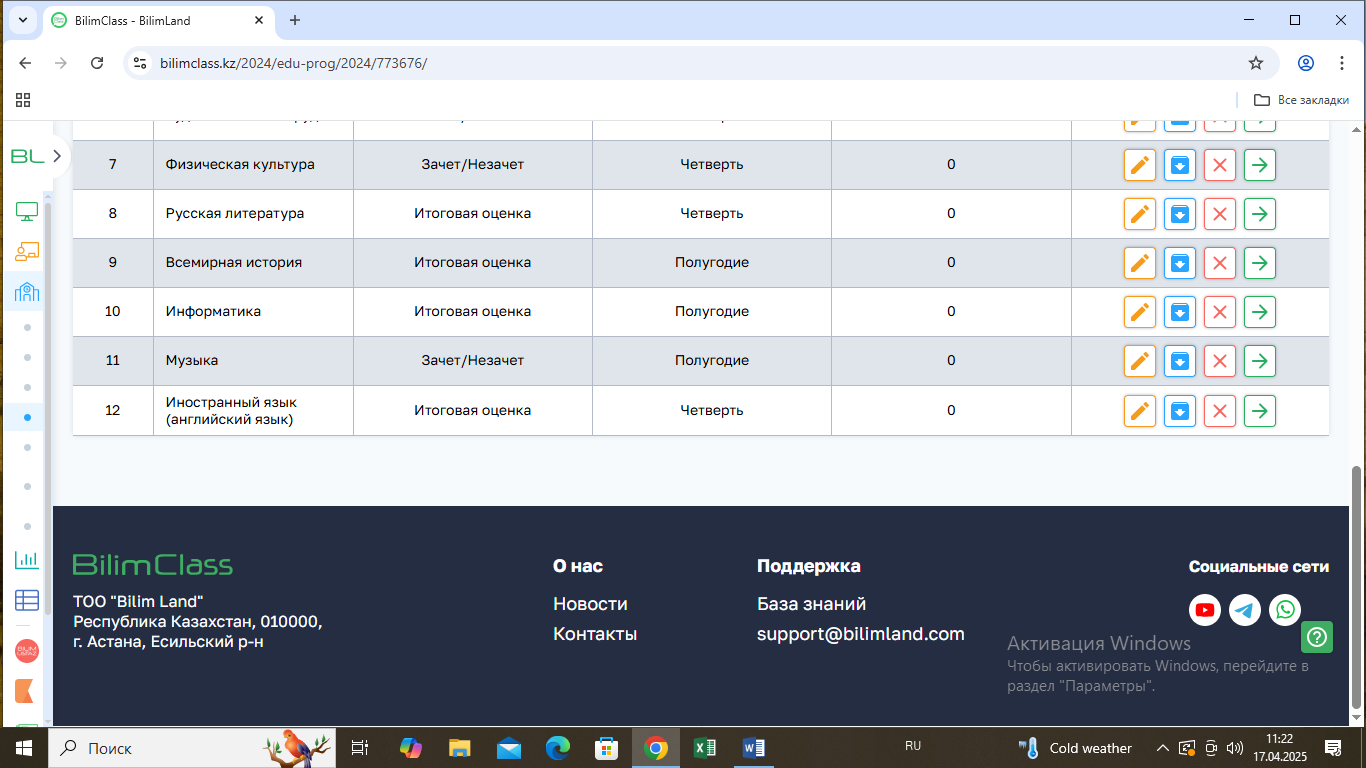 BilimClass - BilimLand
bilimclass.kz/2024/edu-prog/2024/773676/
Все закладки
BL
7 Физическая культура Зачет/Незачет Четверть 0
8 Русская литература Итоговая оценка Четверть 0
9 Всемирная история Итоговая оценка Полугодие 0
10 Информатика Итоговая оценка Полугодие 0
11 Музыка Зачет/Незачет Полугодие 0
12 Иностранный язык (английский язык) Итоговая оценка Четверть 0
BilimClass
ТОО "Bilim Land"
Республика Казахстан, 010000,
г. Астана, Есильский р-н
О нас
Новости
Контакты
Поддержка
База знаний
support@bilimland.com
Социальные сети
Активация Windows
Чтобы активировать Windows, перейдите в
раздел "Параметры".
Поиск
RU
Cold weather
11:22
17.04.2025